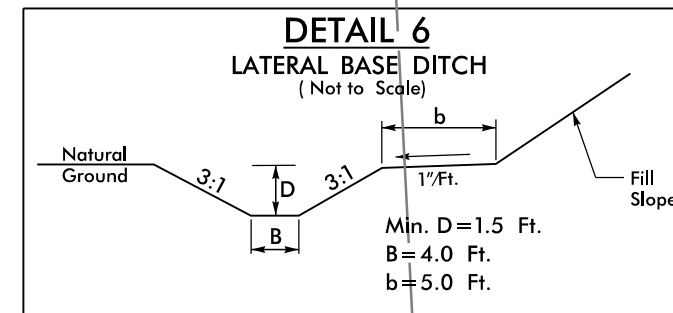 DETAIL 6
LATERAL BASE DITCH
( Not to Scale)
b
Natural
Ground
3:1
D
3:1
1"/Ft.
Fill
Slope
B
Min. D=1.5 Ft.
B=4.0 Ft.
b=5.0 Ft.